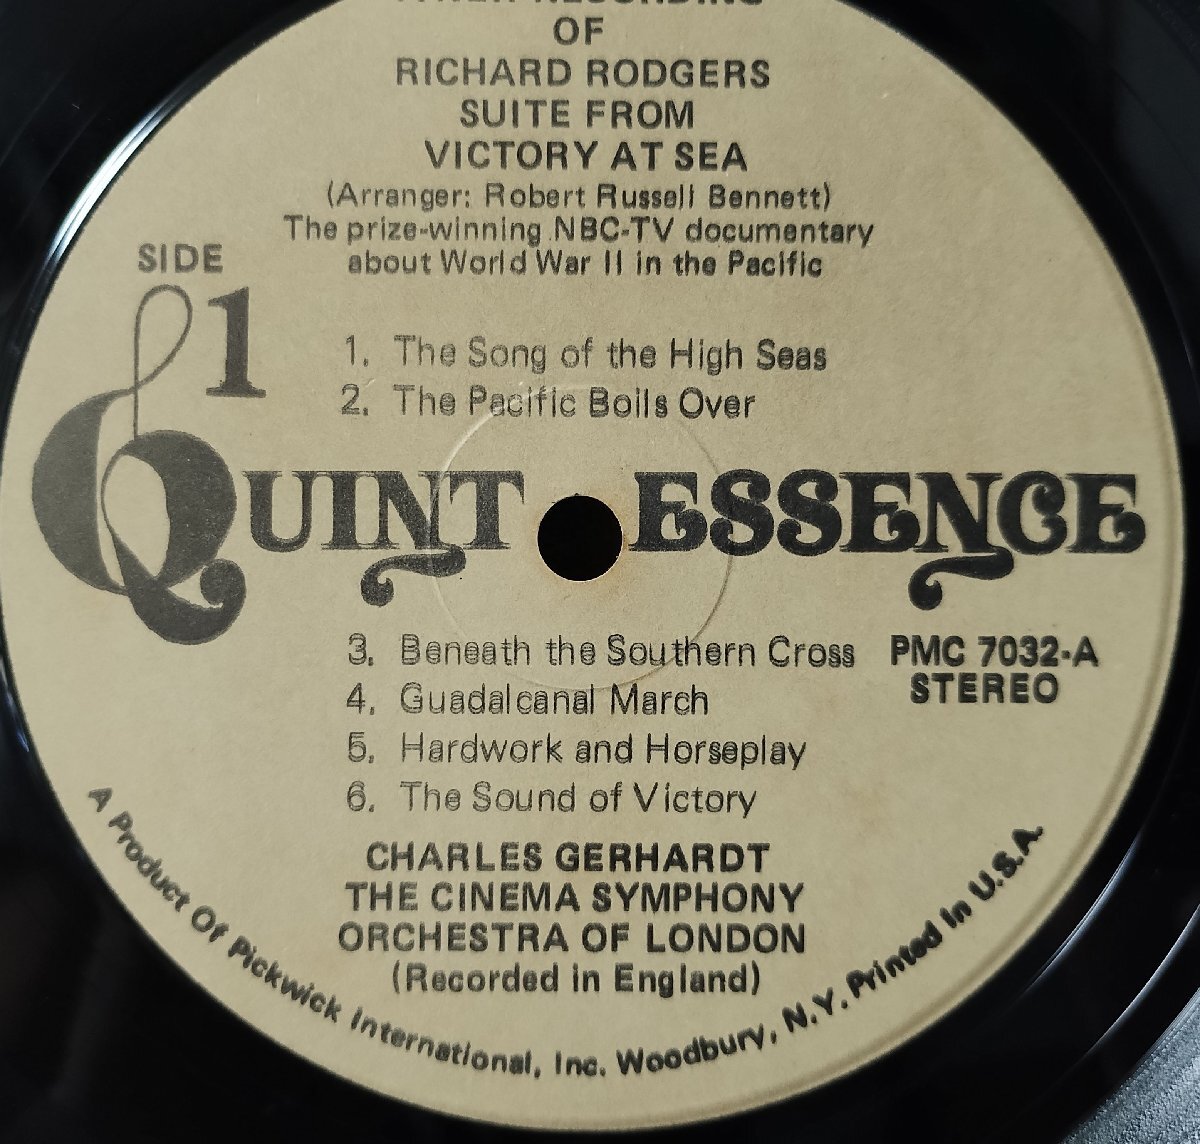 OF
RICHARD RODGERS
SUITE FROM
VICTORY AT SEA
(Arranger: Robert Russell Bennett)
The prize-winning NBC-TV documentary
about World War II in the Pacific
SIDE
1
1. The Song of the High Seas
2. The Pacific Boils Over
QUINTESSENCE
3. Beneath the Southern Cross
4. Guadalcanal March
5. Hardwork and Horseplay
6. The Sound of Victory
PMC 7032-A
STEREO
CHARLES GERHARDT
THE CINEMA SYMPHONY
ORCHESTRA OF LONDON
(Recorded in England)
A Product Of Pickwick International, Inc. Woodbury, N.Y. Printed In U.S.A.